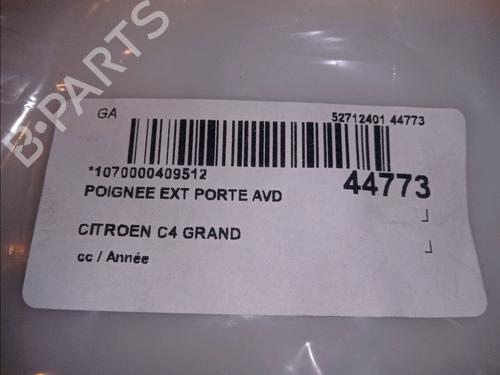 B-PARTS
GA 52712401 44773
*1070000409512 44773
POIGNEE EXT PORTE AVD
CITROEN C4 GRAND
cc / Année